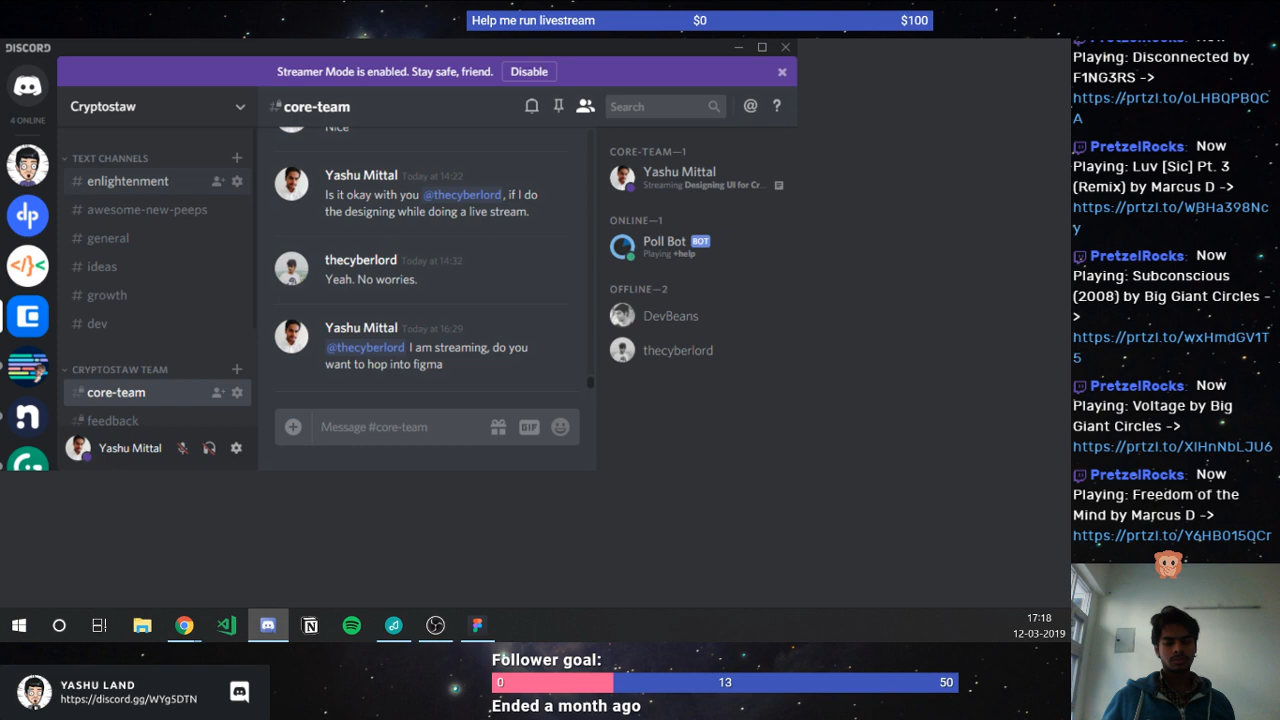 Help me run livestream $0 $100
DISCORD
Streamer Mode is enabled. Stay safe, friend. Disable
4 ONLINE
Cryptostaw
TEXT CHANNELS
# enlightenment
# awesome-new-peeps
# general
# ideas
# growth
# dev
CRYPTOSTAW TEAM
core-team
feedback
Yashu Mittal
dp
n
core-team
Search
Nice
Yashu Mittal Today at 14:22
Is it okay with you @thecyberlord, if I do
the designing while doing a live stream.
thecyberlord Today at 14:32
Yeah. No worries.
Yashu Mittal Today at 16:29
@thecyberlord I am streaming, do you
want to hop into figma
Message #core-team
GIF
CORE-TEAM—1
Yashu Mittal
Streaming Designing UI for Cr...
ONLINE—1
Poll Bot BOT
Playing +help
OFFLINE—2
DevBeans
thecyberlord
PretzelRocks: Now
Playing: Disconnected by
F1NG3RS ->
https://prtzl.to/oLHBQPBQC
A
PretzelRocks: Now
Playing: Luv [Sic] Pt. 3
(Remix) by Marcus D ->
https://prtzl.to/WBHa398Nc
y
PretzelRocks: Now
Playing: Subconscious
(2008) by Big Giant Circles -
>
https://prtzl.to/wxHmdGV1T
5
PretzelRocks: Now
Playing: Voltage by Big
Giant Circles ->
https://prtzl.to/XIHnNbLJU6
PretzelRocks: Now
Playing: Freedom of the
Mind by Marcus D ->
https://prtzl.to/Y6HB015QCr
17:18
12-03-2019
YASHU LAND
https://discord.gg/WYg5DTN
Follower goal:
0 13 50
Ended a month ago